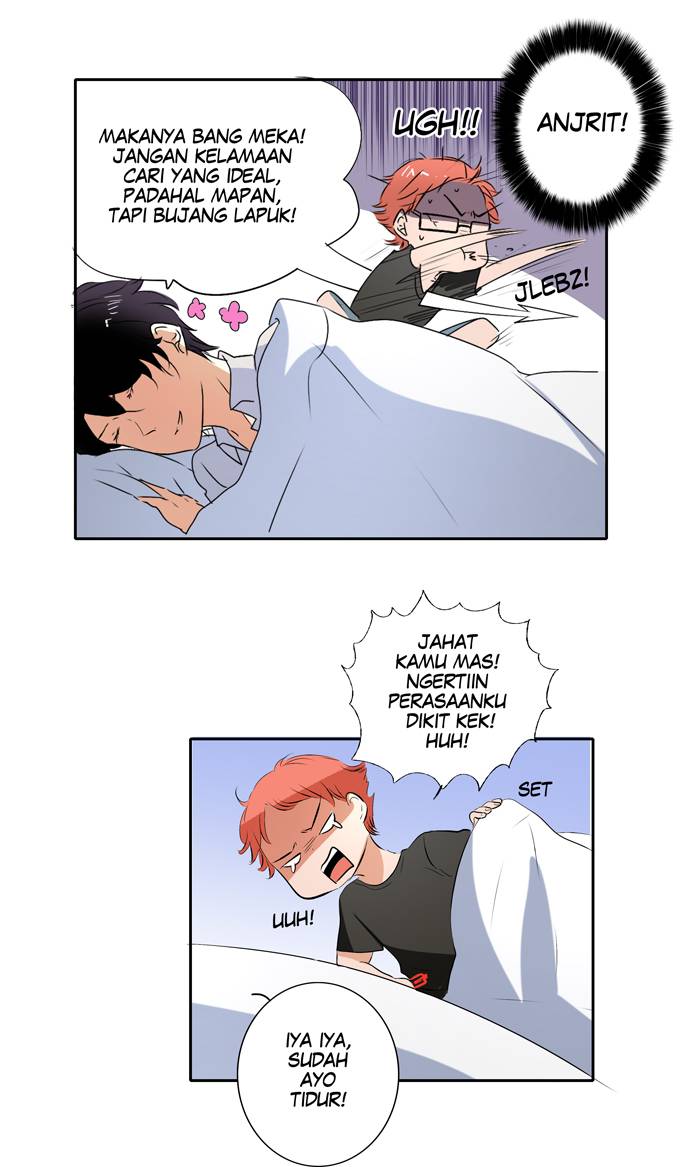 MAKANYA BANG MEKA!
JANGAN KELAMAAN
CARI YANG IDEAL,
PADAHAL MAPAN,
TAPI BUJANG LAPUK!
UGH!!
ANJRIT!
JLEBZ!
JAHAT
KAMU MAS!
NGERTIIN
PERASAANKU
DIKIT KEK!
HUH!
SET
UUH!
IYA IYA,
SUDAH
AYO
TIDUR!